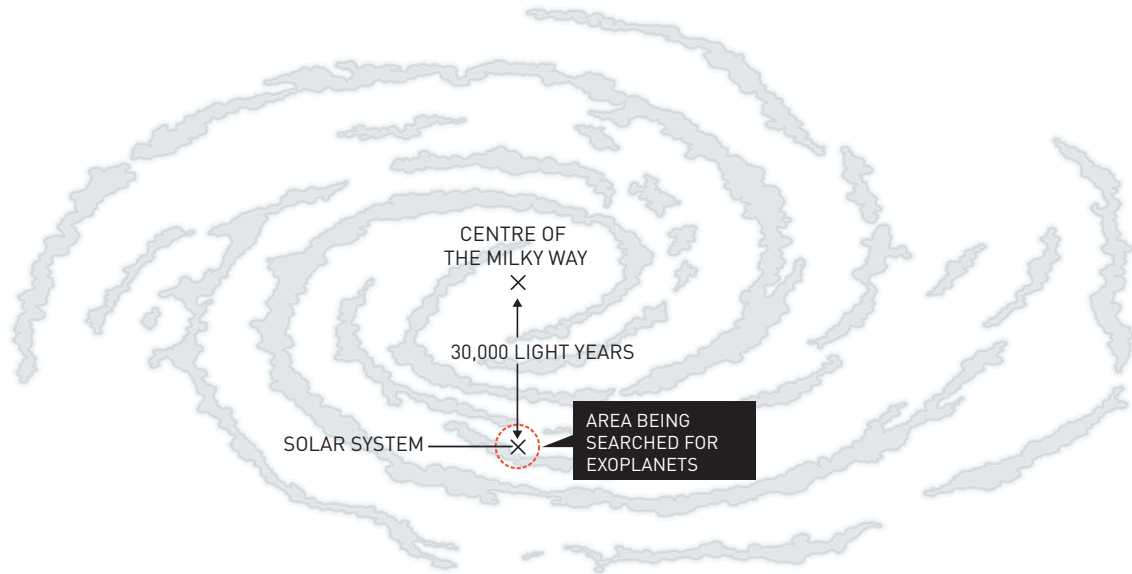 CENTRE OF
THE MILKY WAY
30,000 LIGHT YEARS
SOLAR SYSTEM
AREA BEING
SEARCHED FOR
EXOPLANETS